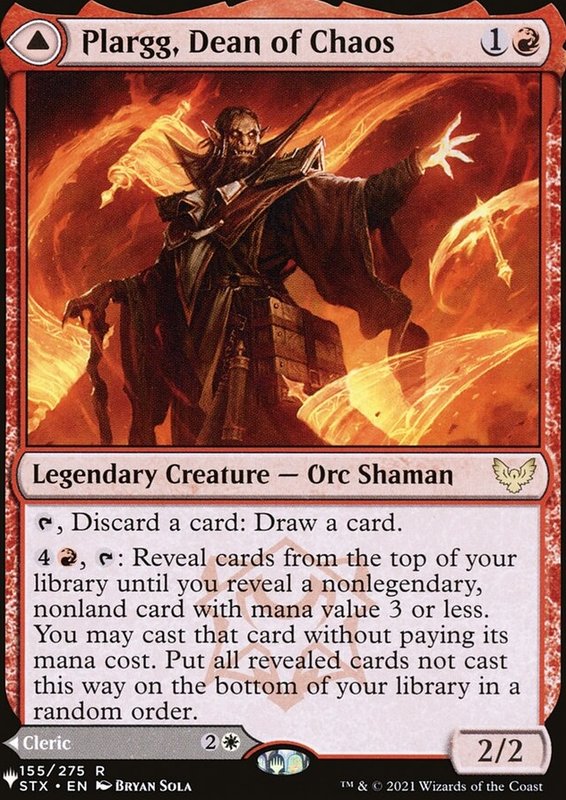 Plargg, Dean of Chaos 1
Legendary Creature — Orc Shaman
, Discard a card: Draw a card.
4 , : Reveal cards from the top of your
library until you reveal a nonlegendary,
nonland card with mana value 3 or less.
You may cast that card without paying its
mana cost. Put all revealed cards not cast
this way on the bottom of your library in a
random order.
Cleric 2
2/2
155/275 R
STX • EN Bryan Sola
™ & © 2021 Wizards of the Coast